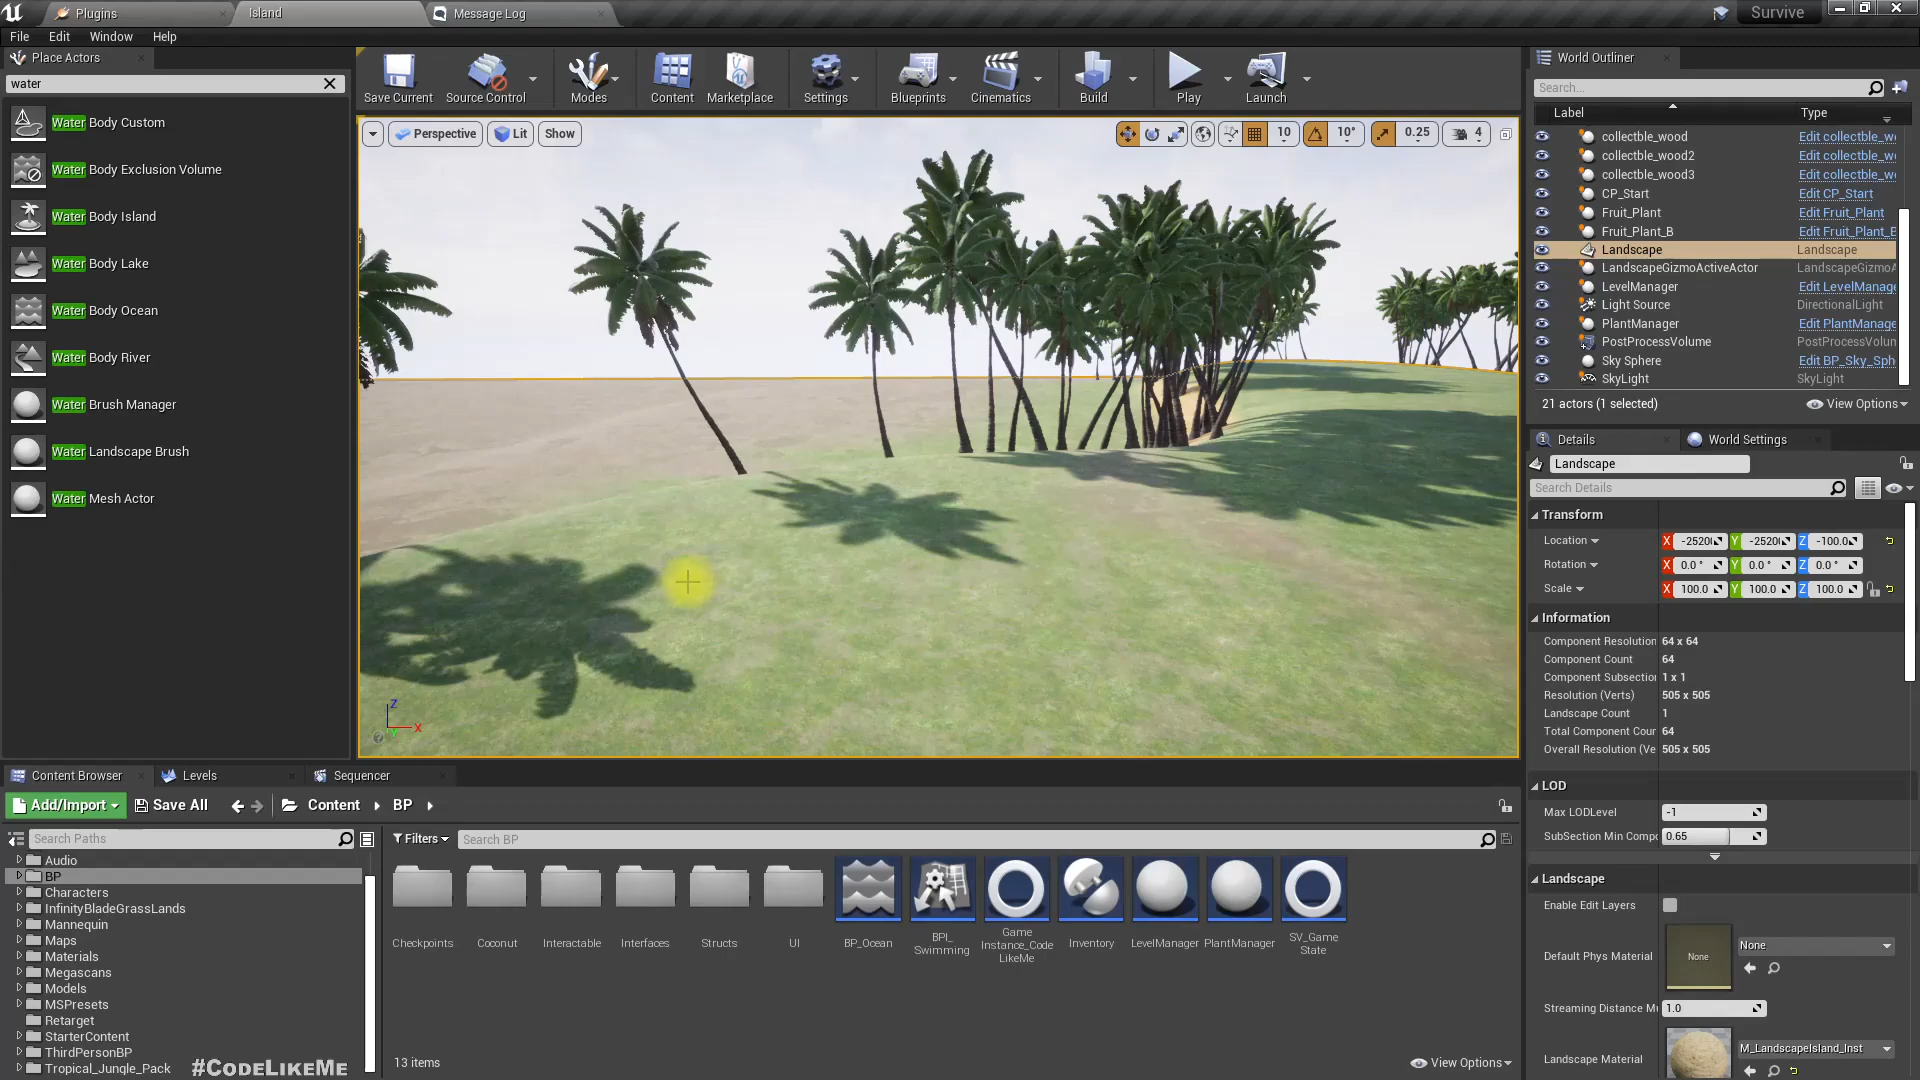 Plugins
Island
Message Log
Survive
File Edit Window Help
Place Actors
water
Water Body Custom
Water Body Exclusion Volume
Water Body Island
Water Body Lake
Water Body Ocean
Water Body River
Water Brush Manager
Water Landscape Brush
Water Mesh Actor
Save Current
Source Control
Modes
Content
Marketplace
Settings
Blueprints
Cinematics
Build
Play
Launch
Perspective
Lit
Show
10
10°
0.25
4
Z
X
Y
World Outliner
Search...
Label Type
collectble_wood Edit collectble_w
collectble_wood2 Edit collectble_w
collectble_wood3 Edit collectble_w
CP_Start Edit CP_Start
Fruit_Plant Edit Fruit_Plant
Fruit_Plant_B Edit Fruit_Plant_B
Landscape Landscape
LandscapeGizmoActiveActor LandscapeGizmoA
LevelManager Edit LevelManage
Light Source DirectionalLight
PlantManager Edit PlantManage
PostProcessVolume PostProcessVolum
Sky Sphere Edit BP_Sky_Sph
SkyLight SkyLight
21 actors (1 selected)
View Options
Details
World Settings
Landscape
Search Details
Transform
Location X -2520 Y -2520 Z -100.0
Rotation X 0.0 ° Y 0.0 ° Z 0.0 °
Scale X 100.0 Y 100.0 Z 100.0
Information
Component Resolution 64 x 64
Component Count 64
Component Subsection 1 x 1
Resolution (Verts) 505 x 505
Landscape Count 1
Total Component Cour 64
Overall Resolution (Ve 505 x 505
LOD
Max LODLevel -1
SubSection Min Compo 0.65
Landscape
Enable Edit Layers
Default Phys Material None None
Streaming Distance Mu 1.0
Landscape Material M_LandscapeIsland_Inst
Content Browser
Levels
Sequencer
Add/Import
Save All
Content
BP
Search Paths
Filters
Search BP
Audio
BP
Characters
InfinityBladeGrassLands
Mannequin
Maps
Materials
Megascans
Models
MSPresets
Retarget
StarterContent
ThirdPersonBP
Tropical_Jungle_Pack
Checkpoints
Coconut
Interactable
Interfaces
Structs
UI
BP_Ocean
BPI_
Swimming
Game
Instance_Code
LikeMe
Inventory
LevelManager
PlantManager
SV_Game
State
13 items
View Options
#CODELIKEME